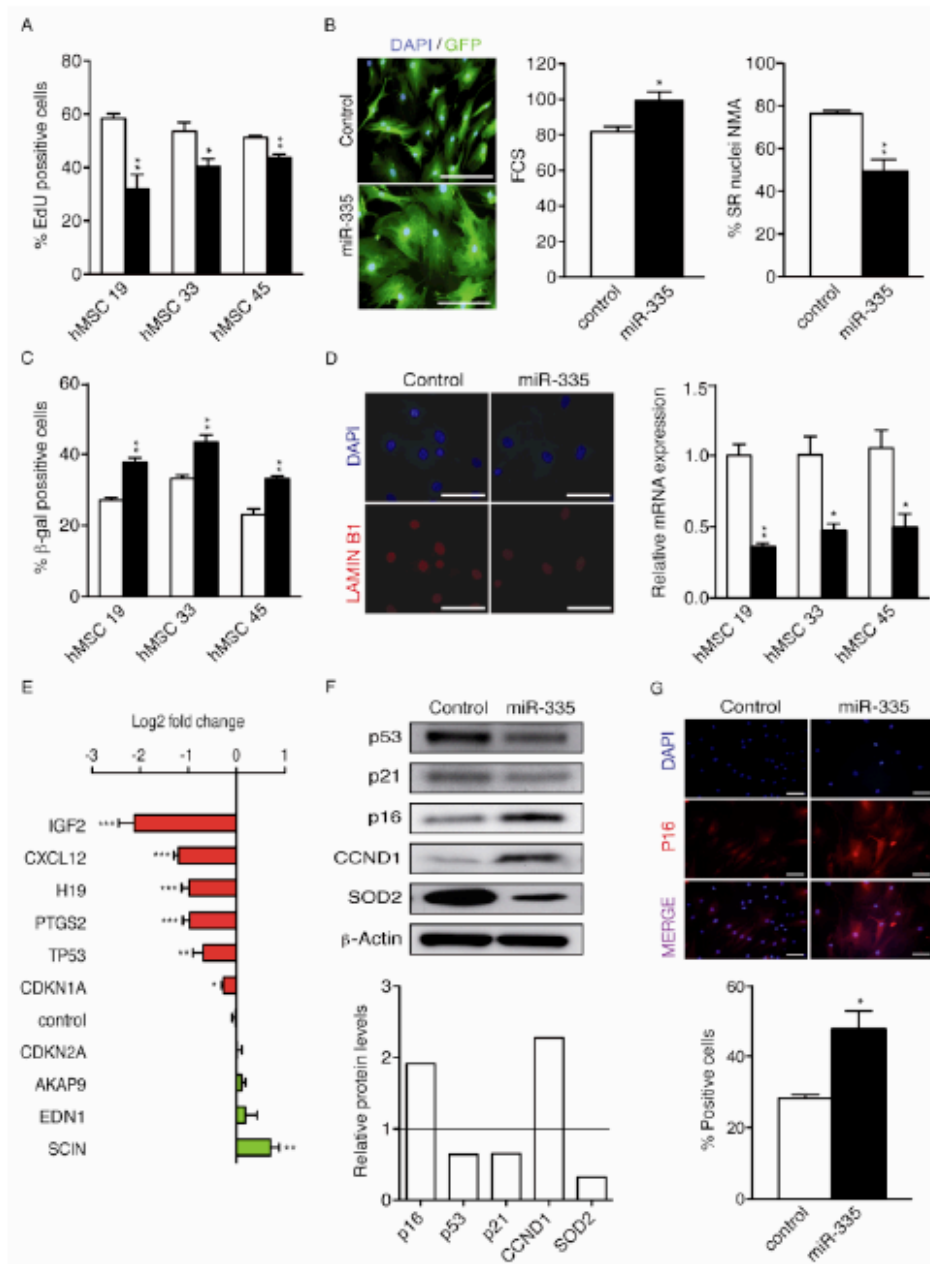 A
% EdU possitive cells
80
60
40
20
0
** * **
hMSC 19 hMSC 33 hMSC 45
B
DAPI / GFP
Control
miR-335
FCS
120
100
80
60
40
20
0
*
control miR-335
% SR nuclei NMA
100
80
60
40
20
0
**
control miR-335
C
% β-gal possitive cells
60
40
20
0
** ** **
hMSC 19 hMSC 33 hMSC 45
D
Control miR-335
DAPI
LAMIN B1
Relative mRNA expression
1.5
1.0
0.5
0.0
** * *
hMSC 19 hMSC 33 hMSC 45
E
Log2 fold change
-3 -2 -1 0 1
IGF2 ***
CXCL12 ***
H19 ***
PTGS2 ***
TP53 **
CDKN1A *
control
CDKN2A
AKAP9
EDN1
SCIN **
F
Control miR-335
p53
p21
p16
CCND1
SOD2
β-Actin
Relative protein levels
3
2
1
0
p16 p53 p21 CCND1 SOD2
G
Control miR-335
DAPI
P16
MERGE
% Positive cells
60
40
20
0
*
control miR-335